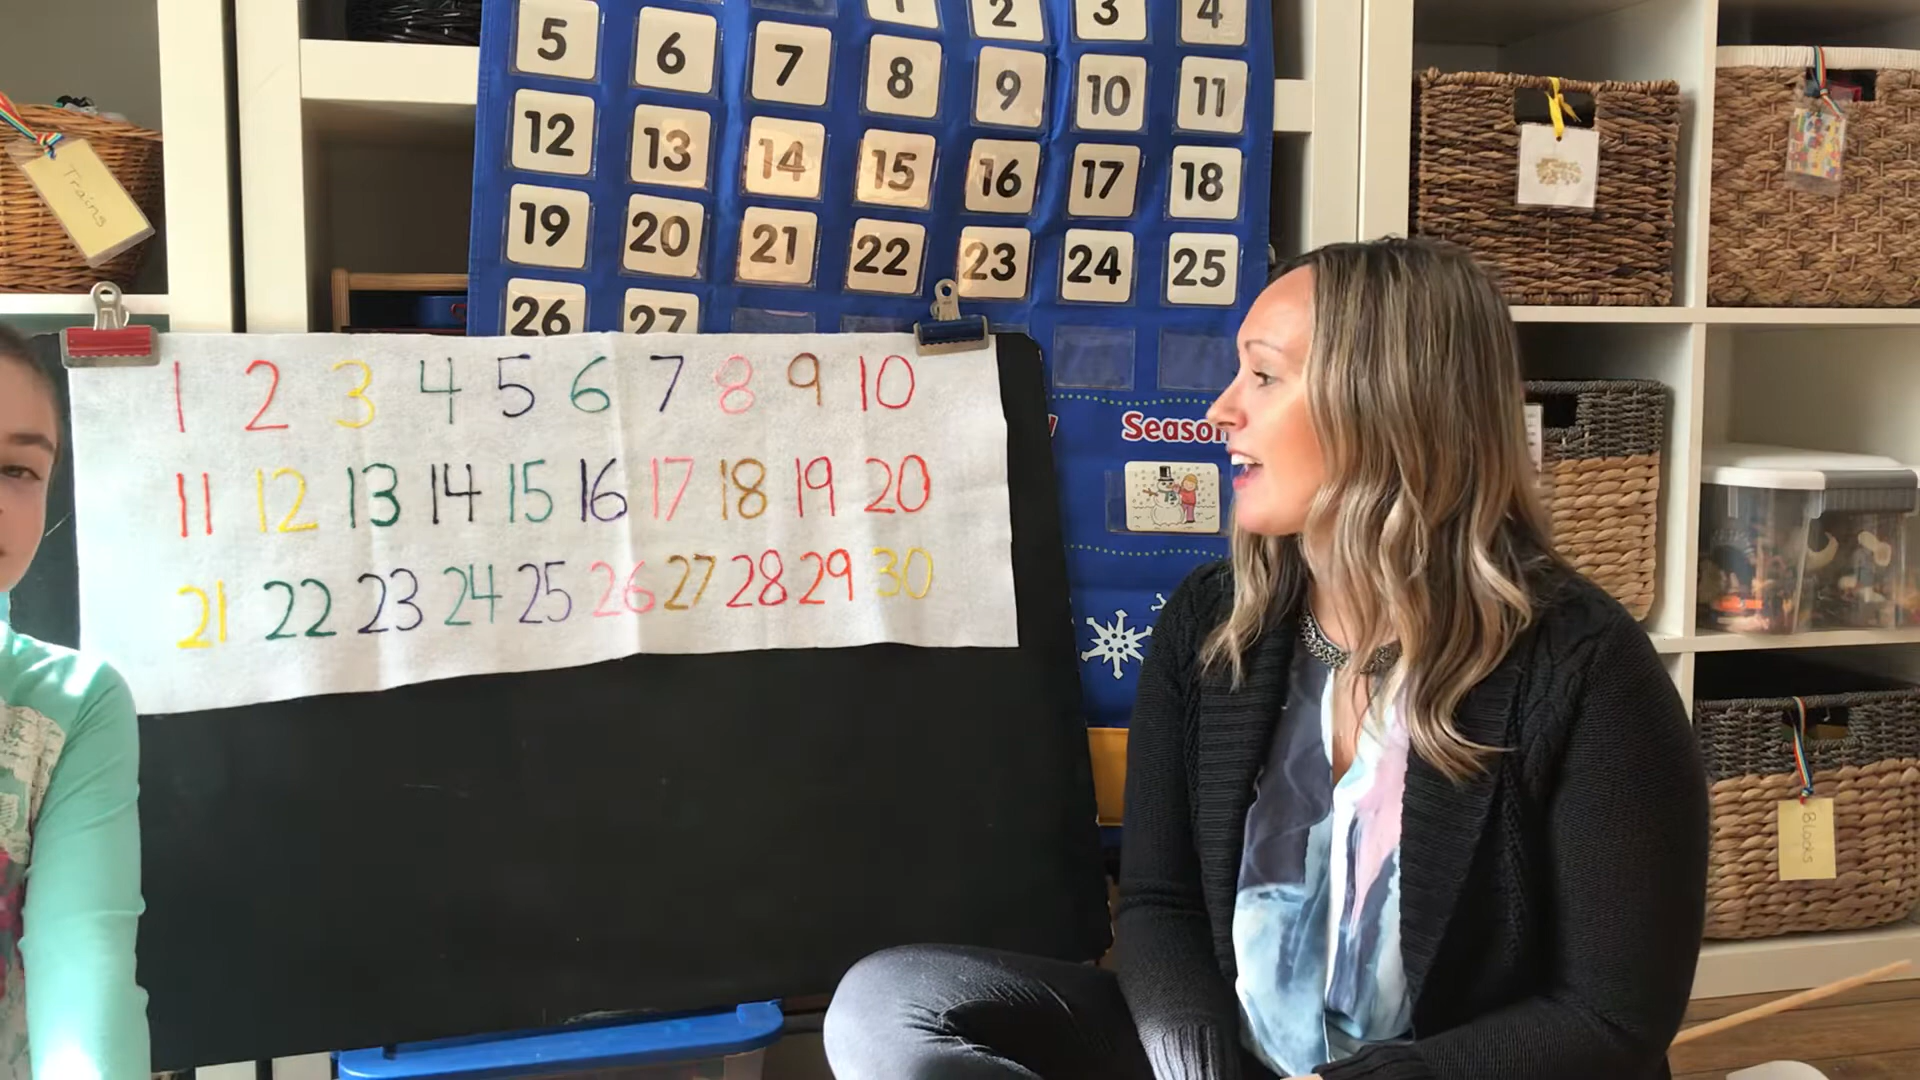 1 2 3 4
5 6 7 8 9 10 11
12 13 14 15 16 17 18
19 20 21 22 23 24 25
26 27
Trains
1 2 3 4 5 6 7 8 9 10
11 12 13 14 15 16 17 18 19 20
21 22 23 24 25 26 27 28 29 30
Season
Blocks